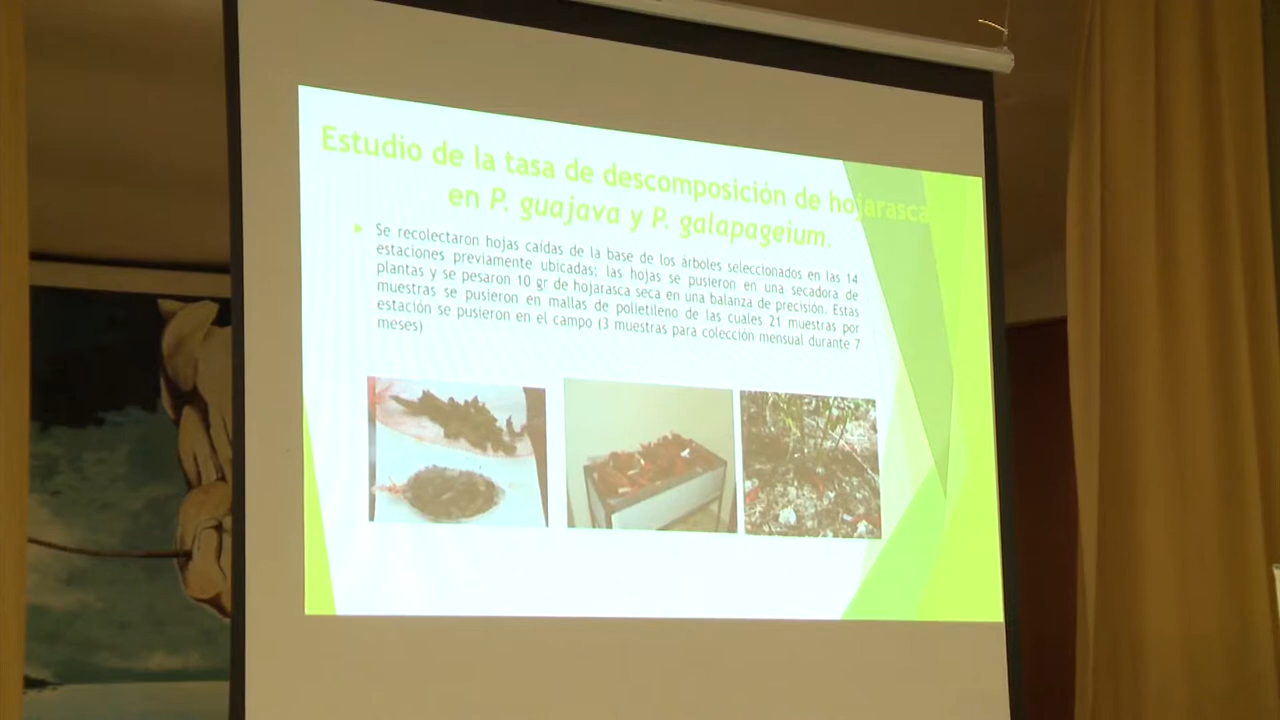 Estudio de la tasa de descomposición de hojarasca
en P. guajava y P. galapageium.
Se recolectaron hojas caídas de la base de los árboles seleccionados en las 14
estaciones previamente ubicadas; las hojas se pusieron en una secadora de
plantas y se pesaron 10 gr de hojarasca seca en una balanza de precisión. Estas
muestras se pusieron en mallas de polietileno de las cuales 21 muestras por
estación se pusieron en el campo (3 muestras para colección mensual durante 7
meses)